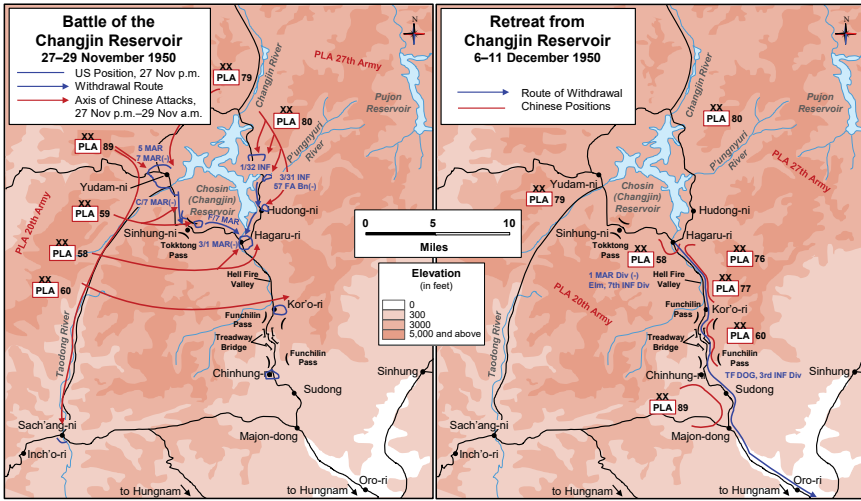 Battle of the
Changjin Reservoir
27–29 November 1950
US Position, 27 Nov p.m.
Withdrawal Route
Axis of Chinese Attacks,
27 Nov p.m.–29 Nov a.m.
XX
PLA 79
Changjin River
PLA 27th Army
N
Pujon
Reservoir
XX
PLA 80
P'ungnyuri
River
XX
PLA 89
5 MAR
7 MAR(-)
1/32 INF
3/31 INF
57 FA Bn(-)
Yudam-ni
Chosin
(Changjin)
Reservoir
C/7 MAR(-)
F/7 MAR
Hudong-ni
XX
PLA 59
PLA 20th Army
Sinhung-ni
Tokktong
Pass
3/1 MAR(-)
Hagaru-ri
XX
PLA 58
Hell Fire
Valley
XX
PLA 60
Kor'o-ri
Funchilin
Pass
Treadway
Bridge
Funchilin
Pass
Taodong River
Chinhung-ni
Sudong
Sinhung
Sach'ang-ni
Majon-dong
Inch'o-ri
Oro-ri
to Hungnam
to Hungnam
0 5 10
Miles
Elevation
(in feet)
0
300
3000
5,000 and above
Retreat from
Changjin Reservoir
6–11 December 1950
Route of Withdrawal
Chinese Positions
Changjin River
N
Pujon
Reservoir
XX
PLA 80
P'ungnyuri
River
PLA 27th Army
Yudam-ni
XX
PLA 79
Chosin
(Changjin)
Reservoir
Hudong-ni
Sinhung-ni
Tokktong
Pass
Hagaru-ri
XX
PLA 58
XX
PLA 76
1 MAR Div (-)
Elm, 7th INF Div
Hell Fire
Valley
XX
PLA 77
PLA 20th Army
Funchilin
Pass
Kor'o-ri
XX
PLA 60
Treadway
Bridge
Funchilin
Pass
Taodong River
TF DOG, 3rd INF Div
Chinhung-ni
Sudong
Sinhung
XX
PLA 89
Sach'ang-ni
Majon-dong
Inch'o-ri
Oro-ri
to Hungnam
to Hungnam